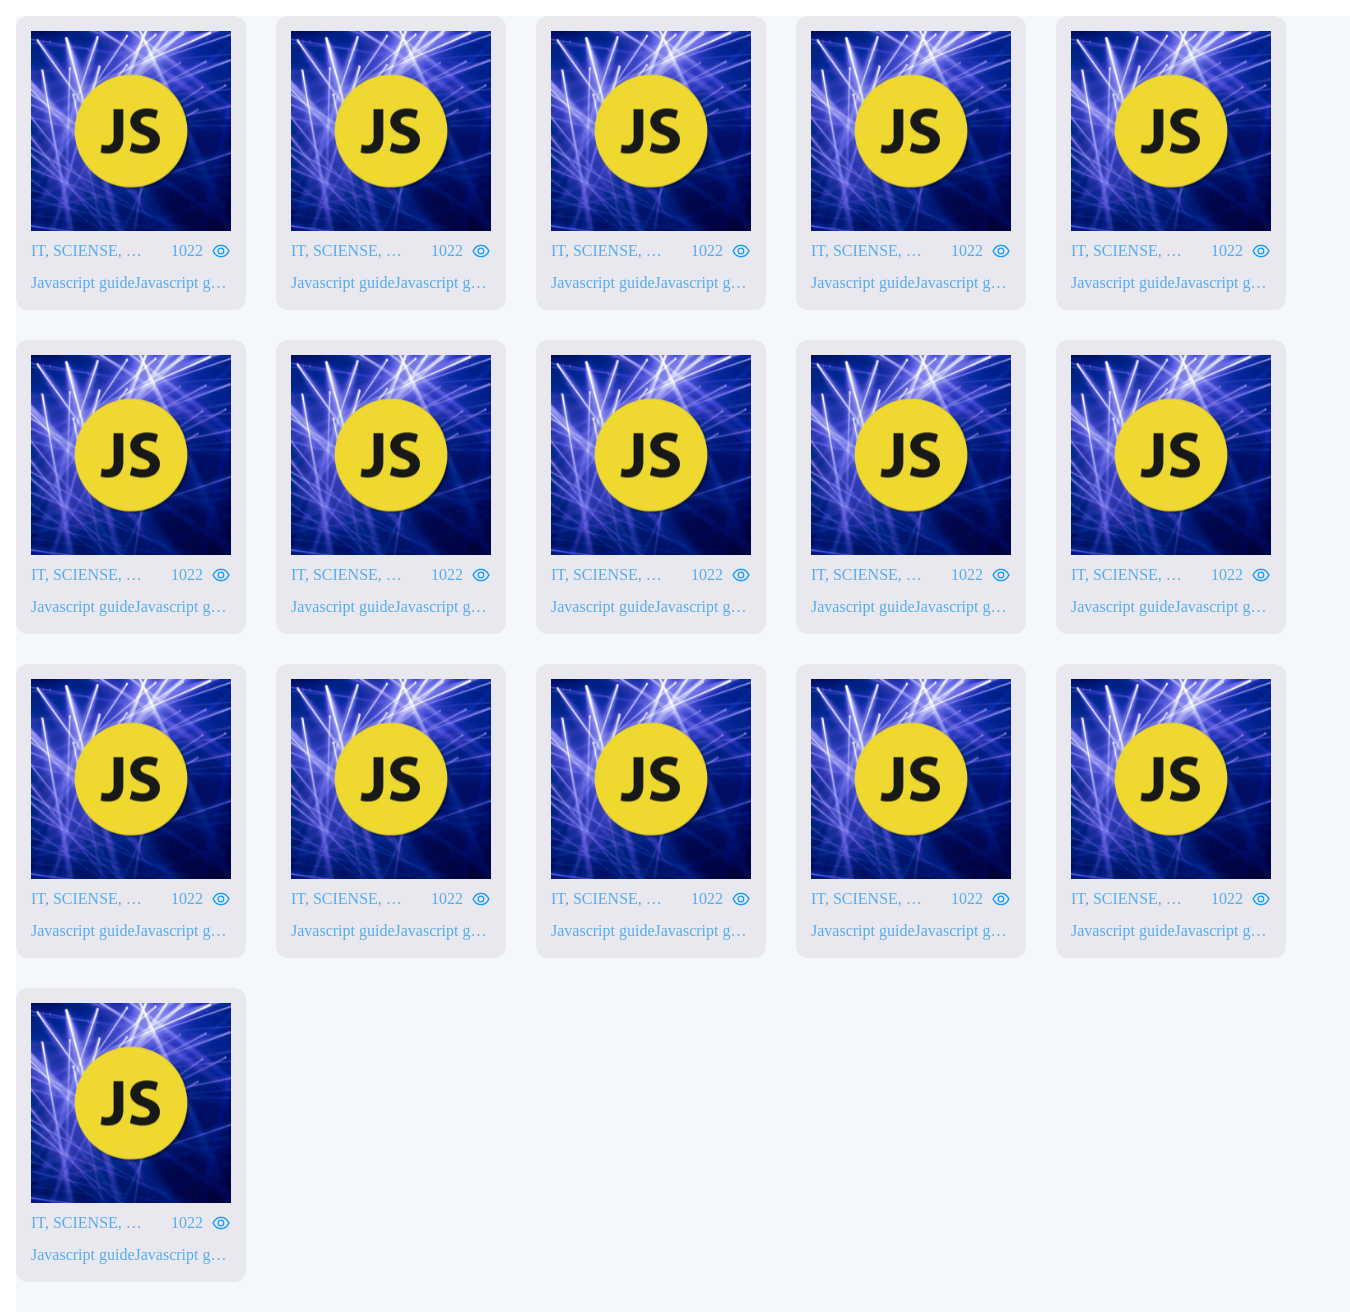 JS JS JS JS JS
IT, SCIENSE, … 1022 IT, SCIENSE, … 1022 IT, SCIENSE, … 1022 IT, SCIENSE, … 1022 IT, SCIENSE, … 1022
Javascript guideJavascript g… Javascript guideJavascript g… Javascript guideJavascript g… Javascript guideJavascript g… Javascript guideJavascript g…
JS JS JS JS JS
IT, SCIENSE, … 1022 IT, SCIENSE, … 1022 IT, SCIENSE, … 1022 IT, SCIENSE, … 1022 IT, SCIENSE, … 1022
Javascript guideJavascript g… Javascript guideJavascript g… Javascript guideJavascript g… Javascript guideJavascript g… Javascript guideJavascript g…
JS JS JS JS JS
IT, SCIENSE, … 1022 IT, SCIENSE, … 1022 IT, SCIENSE, … 1022 IT, SCIENSE, … 1022 IT, SCIENSE, … 1022
Javascript guideJavascript g… Javascript guideJavascript g… Javascript guideJavascript g… Javascript guideJavascript g… Javascript guideJavascript g…
JS
IT, SCIENSE, … 1022
Javascript guideJavascript g…